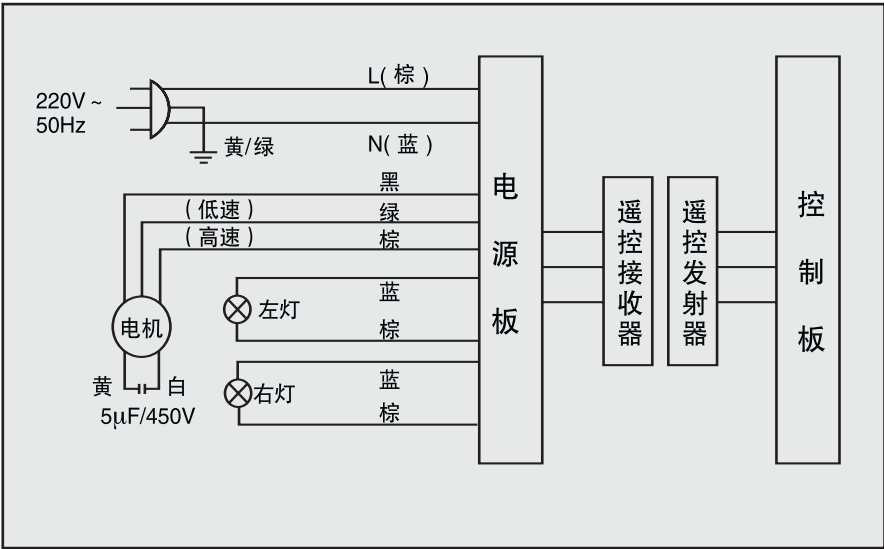 L(棕)
220V~
50Hz
黄/绿
N(蓝)
黑
(低速)
绿
(高速)
棕
蓝
左灯
棕
电机
蓝
右灯
棕
黄
白
5μF/450V
电源板
遥控接收器
遥控发射器
控制板